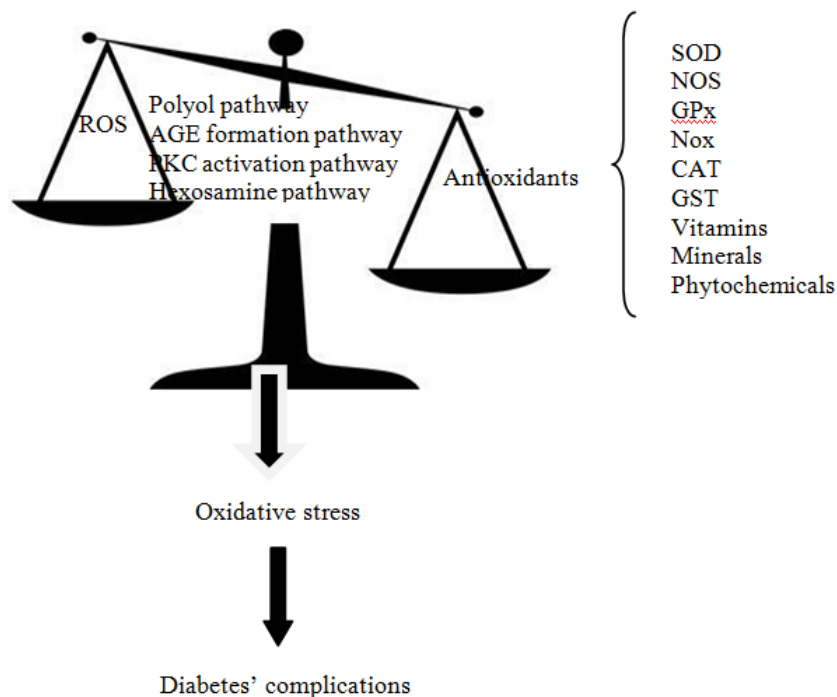 ROS
Polyol pathway
AGE formation pathway
PKC activation pathway
Hexosamine pathway
Antioxidants
SOD
NOS
GPx
Nox
CAT
GST
Vitamins
Minerals
Phytochemicals
Oxidative stress
Diabetes’ complications